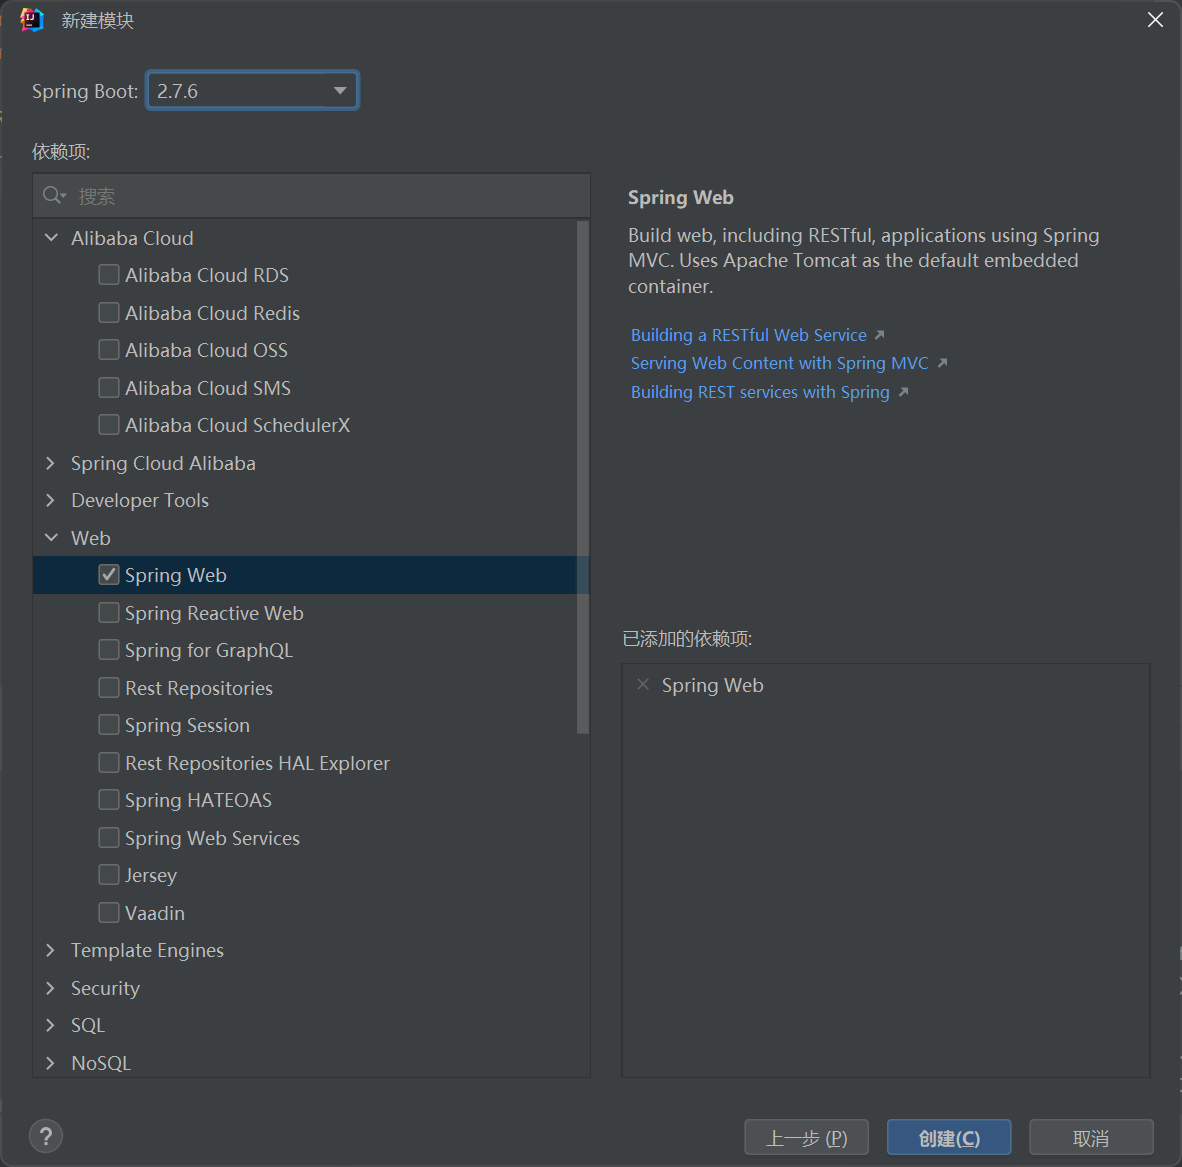 新建模块
Spring Boot:
2.7.6
依赖项:
搜索
Alibaba Cloud
Alibaba Cloud RDS
Alibaba Cloud Redis
Alibaba Cloud OSS
Alibaba Cloud SMS
Alibaba Cloud SchedulerX
Spring Cloud Alibaba
Developer Tools
Web
Spring Web
Spring Reactive Web
Spring for GraphQL
Rest Repositories
Spring Session
Rest Repositories HAL Explorer
Spring HATEOAS
Spring Web Services
Jersey
Vaadin
Template Engines
Security
SQL
NoSQL
Spring Web
Build web, including RESTful, applications using Spring
MVC. Uses Apache Tomcat as the default embedded
container.
Building a RESTful Web Service
Serving Web Content with Spring MVC
Building REST services with Spring
已添加的依赖项:
Spring Web
?
上一步 (P)
创建(C)
取消